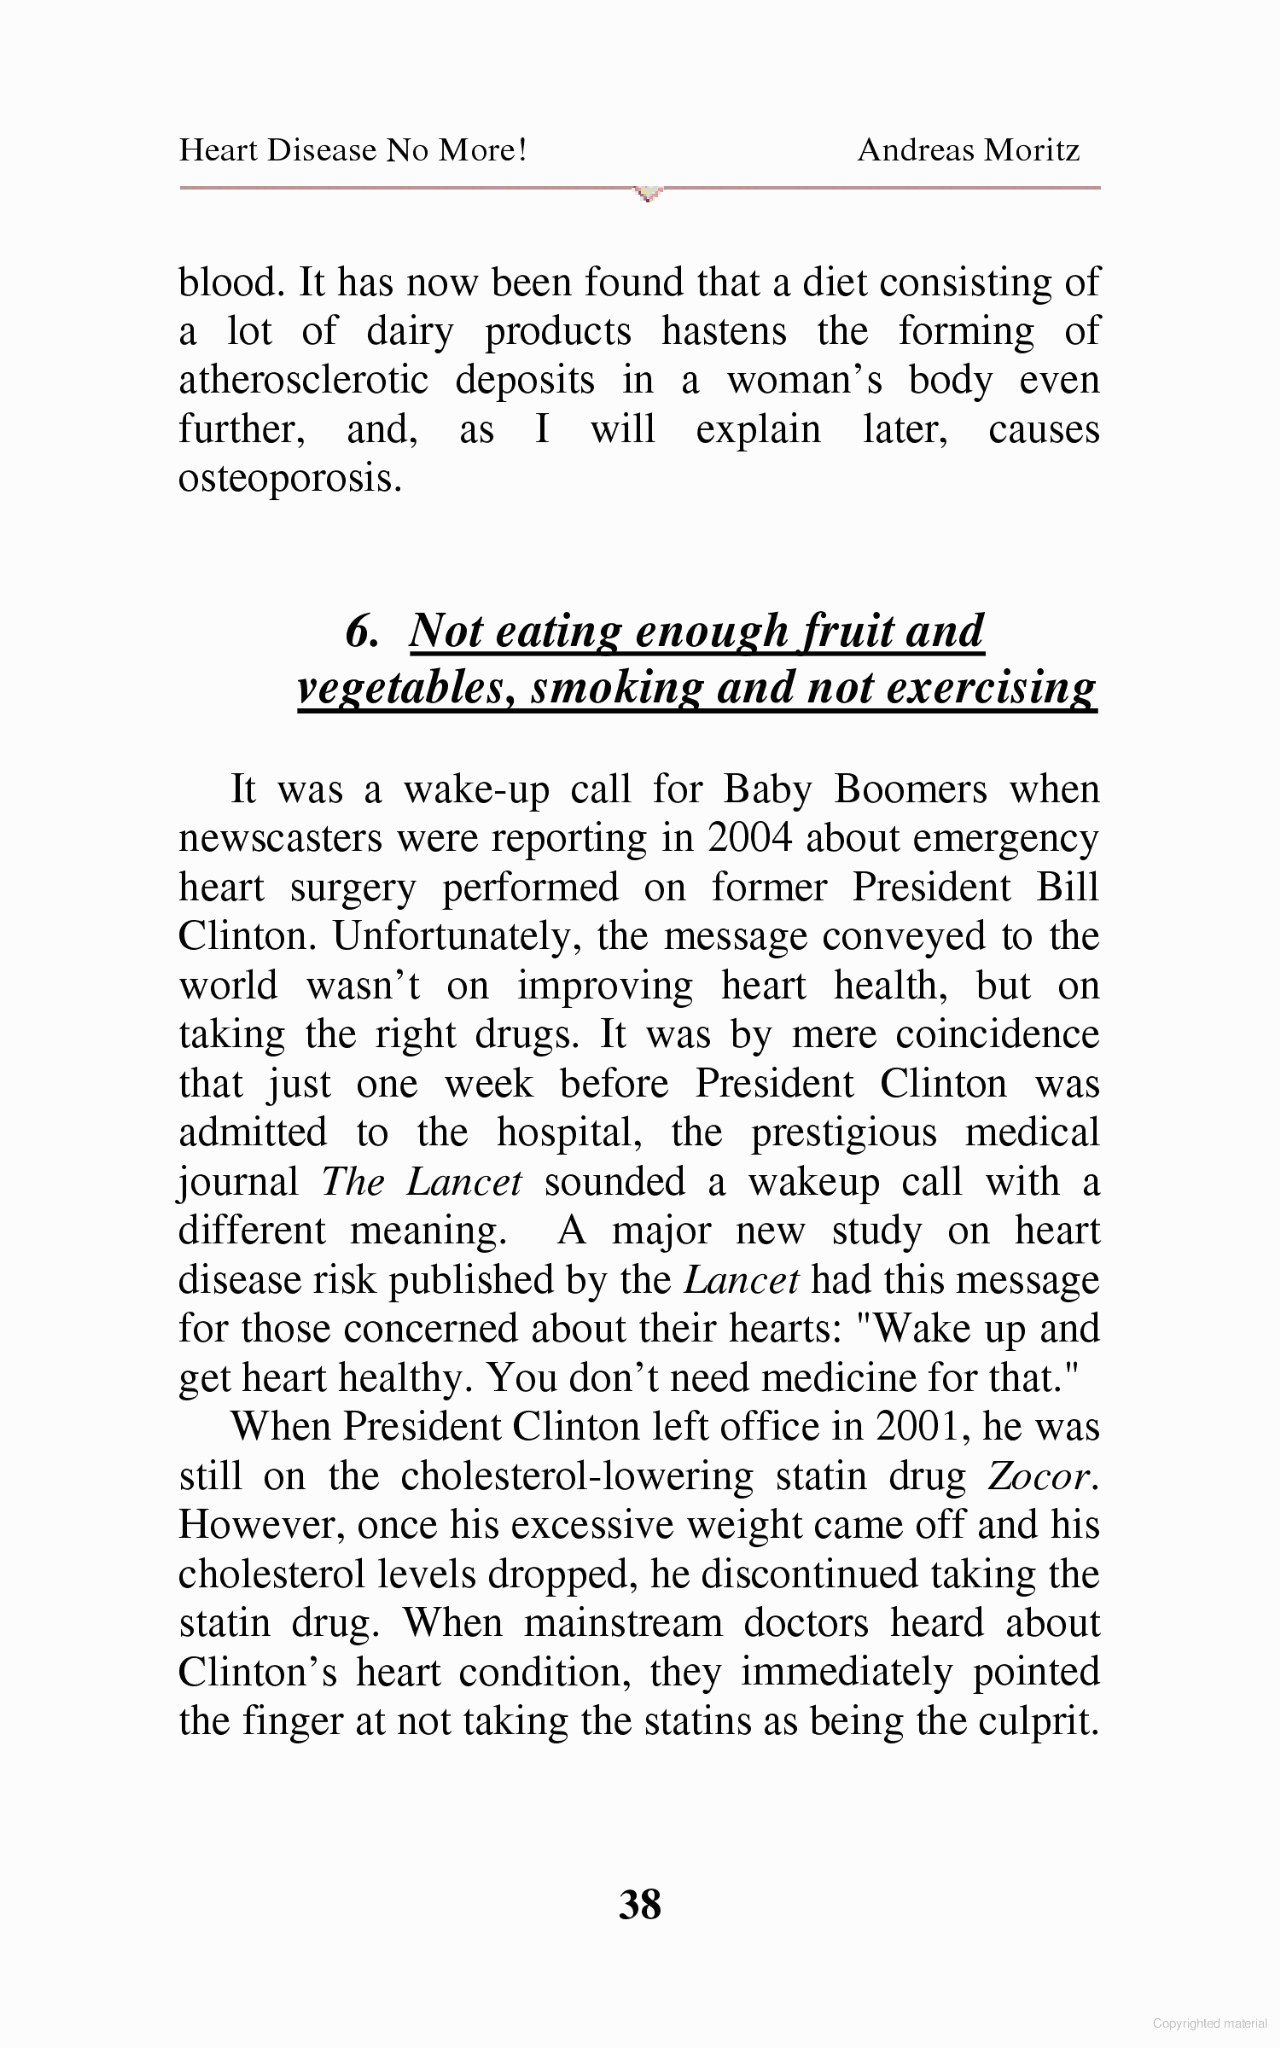 Heart Disease No More! Andreas Moritz
blood. It has now been found that a diet consisting of
a lot of dairy products hastens the forming of
atherosclerotic deposits in a woman’s body even
further, and, as I will explain later, causes
osteoporosis.
6. Not eating enough fruit and
vegetables, smoking and not exercising
It was a wake-up call for Baby Boomers when
newscasters were reporting in 2004 about emergency
heart surgery performed on former President Bill
Clinton. Unfortunately, the message conveyed to the
world wasn’t on improving heart health, but on
taking the right drugs. It was by mere coincidence
that just one week before President Clinton was
admitted to the hospital, the prestigious medical
journal The Lancet sounded a wakeup call with a
different meaning. A major new study on heart
disease risk published by the Lancet had this message
for those concerned about their hearts: "Wake up and
get heart healthy. You don’t need medicine for that."
When President Clinton left office in 2001, he was
still on the cholesterol-lowering statin drug Zocor.
However, once his excessive weight came off and his
cholesterol levels dropped, he discontinued taking the
statin drug. When mainstream doctors heard about
Clinton’s heart condition, they immediately pointed
the finger at not taking the statins as being the culprit.
38
Copyrighted material